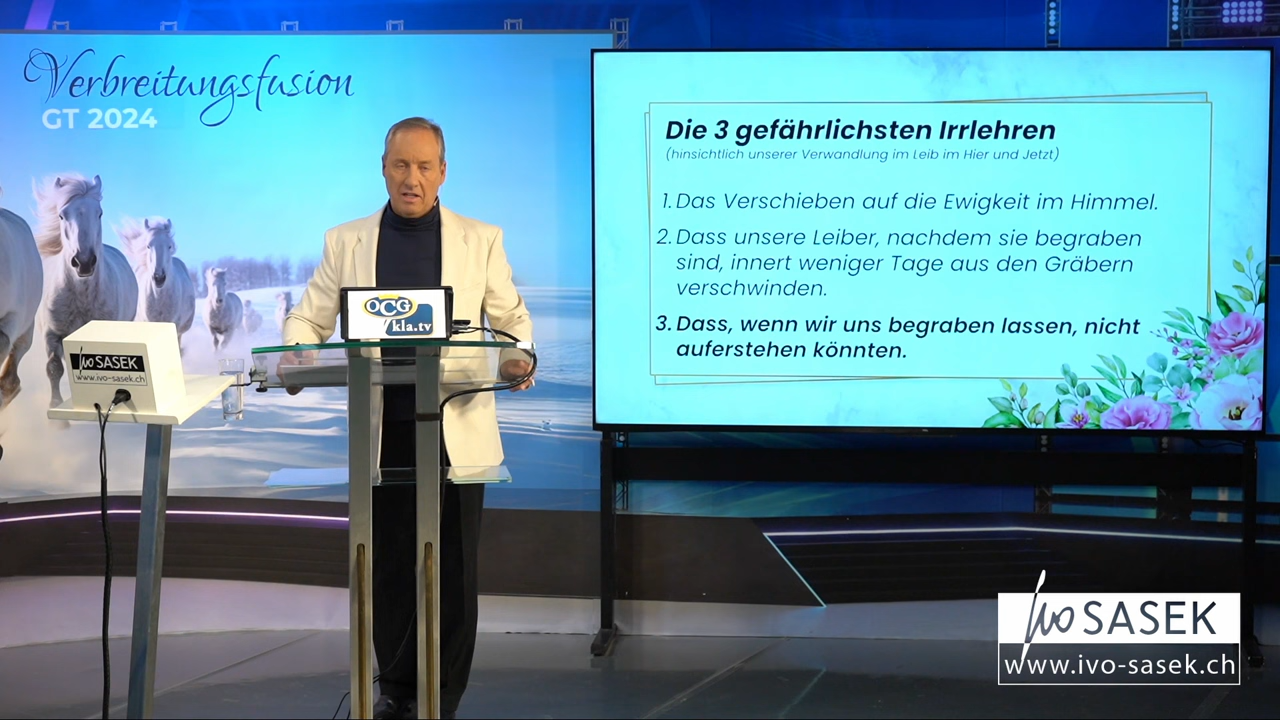 Verbreitungsfusion
GT 2024
Die 3 gefährlichsten Irrlehren
(hinsichtlich unserer Verwandlung im Leib im Hier und Jetzt)
1. Das Verschieben auf die Ewigkeit im Himmel.
2. Dass unsere Leiber, nachdem sie begraben
sind, innert weniger Tage aus den Gräbern
verschwinden.
3. Dass, wenn wir uns begraben lassen, nicht
auferstehen könnten.
OCG
kla.tv
Ivo SASEK
www.ivo-sasek.ch
Ivo SASEK
www.ivo-sasek.ch